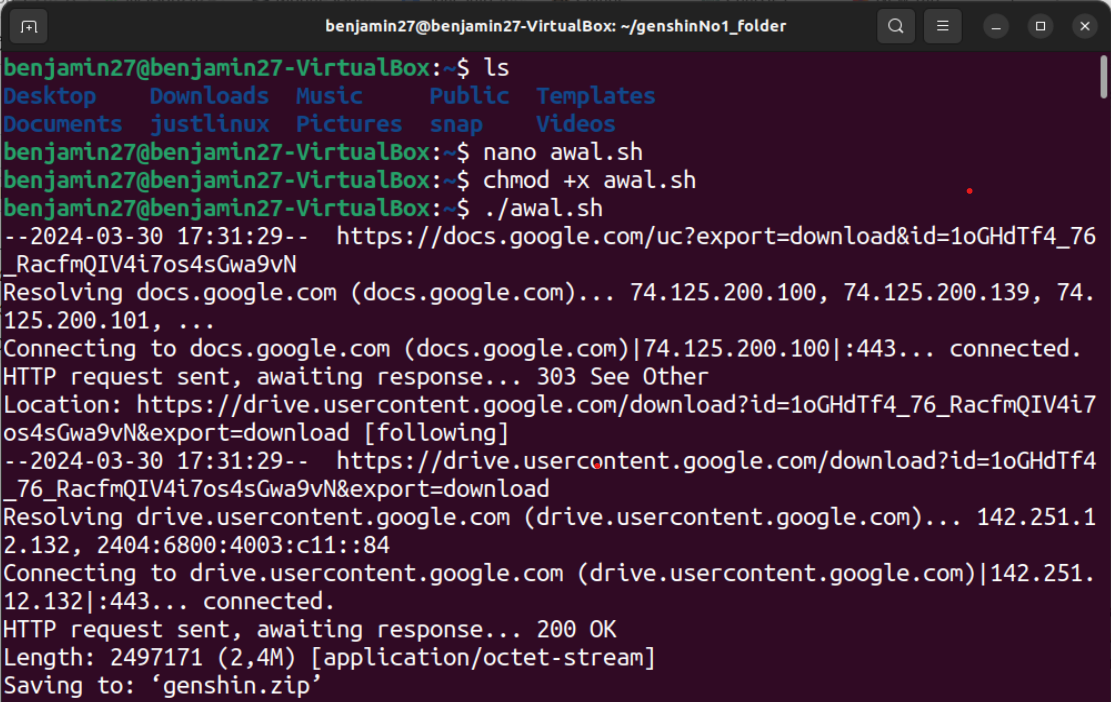 benjamin27@benjamin27-VirtualBox: ~/genshinNo1_folder
benjamin27@benjamin27-VirtualBox:~$ ls
Desktop    Downloads  Music     Public  Templates
Documents  justlinux  Pictures  snap    Videos
benjamin27@benjamin27-VirtualBox:~$ nano awal.sh
benjamin27@benjamin27-VirtualBox:~$ chmod +x awal.sh
benjamin27@benjamin27-VirtualBox:~$ ./awal.sh
--2024-03-30 17:31:29--  https://docs.google.com/uc?export=download&id=1oGHdTf4_76
_RacfmQIV4i7os4sGwa9vN
Resolving docs.google.com (docs.google.com)... 74.125.200.100, 74.125.200.139, 74.
125.200.101, ...
Connecting to docs.google.com (docs.google.com)|74.125.200.100|:443... connected.
HTTP request sent, awaiting response... 303 See Other
Location: https://drive.usercontent.google.com/download?id=1oGHdTf4_76_RacfmQIV4i7
os4sGwa9vN&export=download [following]
--2024-03-30 17:31:29--  https://drive.usercontent.google.com/download?id=1oGHdTf4
_76_RacfmQIV4i7os4sGwa9vN&export=download
Resolving drive.usercontent.google.com (drive.usercontent.google.com)... 142.251.1
2.132, 2404:6800:4003:c11::84
Connecting to drive.usercontent.google.com (drive.usercontent.google.com)|142.251.
12.132|:443... connected.
HTTP request sent, awaiting response... 200 OK
Length: 2497171 (2,4M) [application/octet-stream]
Saving to: ‘genshin.zip’